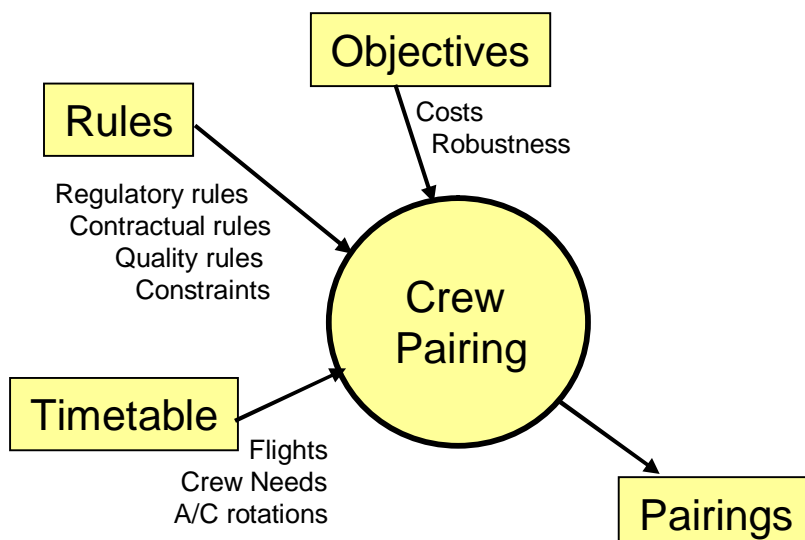 Objectives
Costs
Robustness
Rules
Regulatory rules
Contractual rules
Quality rules
Constraints
Crew
Pairing
Timetable
Flights
Crew Needs
A/C rotations
Pairings